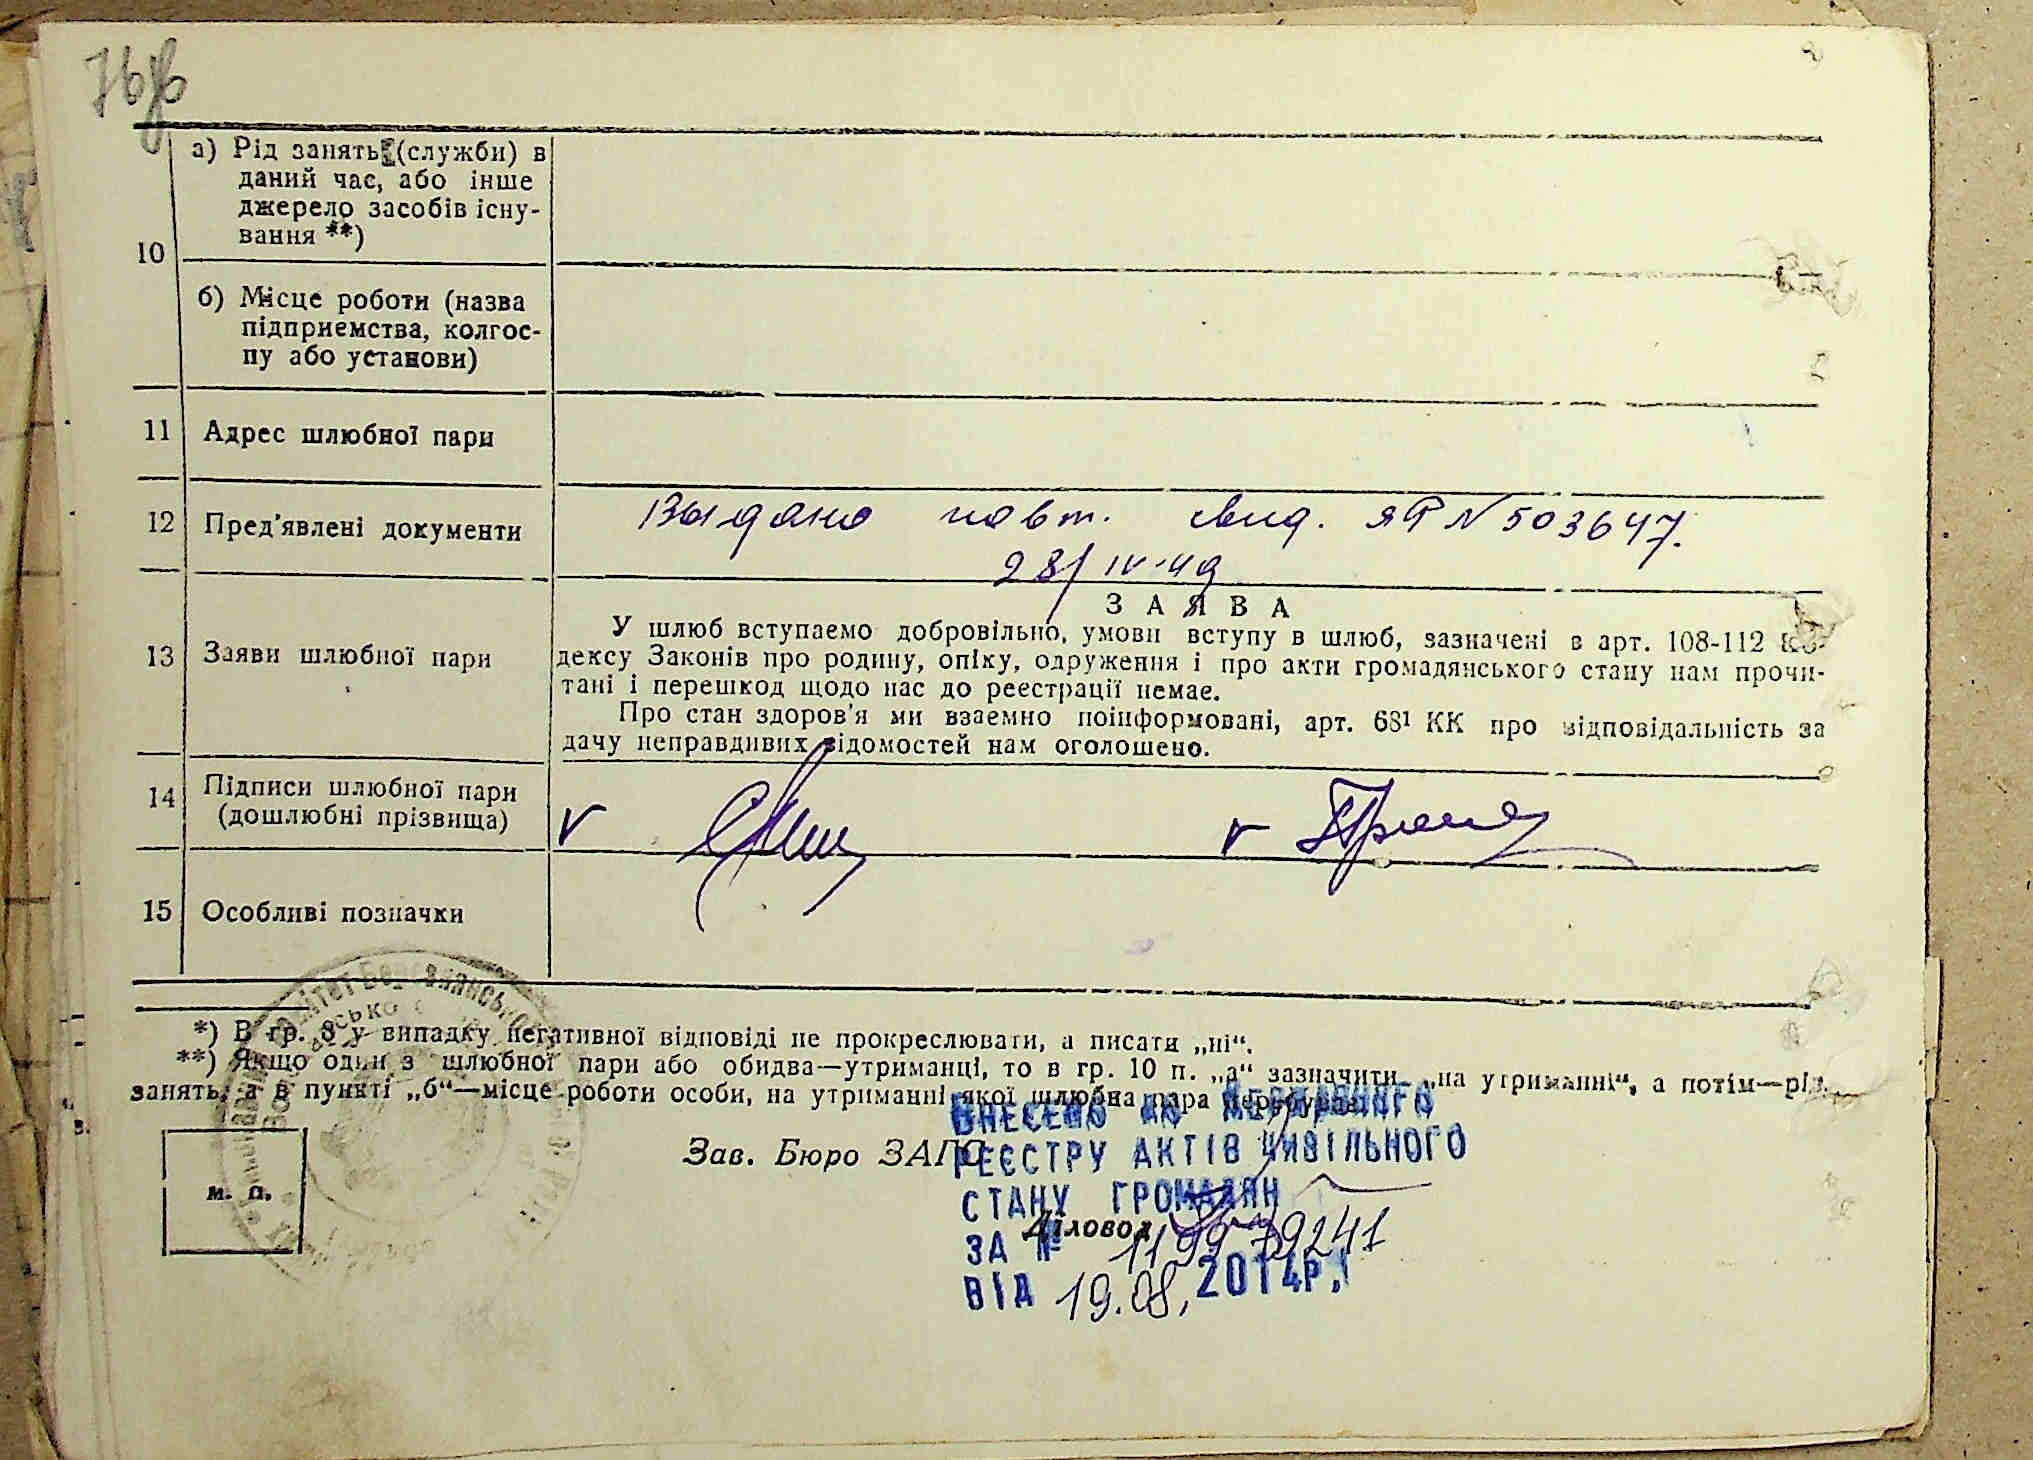 10
а) Рід занять (служби) в
даний час, або інше
джерело засобів існу-
вання **)
б) Місце роботи (назва
підприємства, колгос-
пу або установи)
11 Адрес шлюбної пари
12 Пред'явлені документи
Выдано повт. свид. ЯР N 503647.
28/IV-49
13 Заяви шлюбної пари
ЗАЯВА
У шлюб вступаємо добровільно, умови вступу в шлюб, зазначені в арт. 108-112 Ко-
дексу Законів про родину, опіку, одруження і про акти громадянського стану нам прочи-
тані і перешкод щодо нас до реєстрації немає.
Про стан здоров'я ми взаємно поінформовані, арт. 68¹ КК про відповідальність за
дачу неправдивих відомостей нам оголошено.
14 Підписи шлюбної пари
(дошлюбні прізвища)
V V
15 Особливі позначки
*) В гр. 8 у випадку негативної відповіді не прокреслювати, а писати „ні“.
**) Якщо один з шлюбної пари або обидва—утриманці, то в гр. 10 п. „а“ зазначити „на утриманні“, а потім—рід
занять, а в пункті „б“—місце роботи особи, на утриманні якої шлюбна пара перебуває.
м. п.
Зав. Бюро ЗАГС
Діловод
ВНЕСЕНО ДО ДЕРЖАВНОГО
РЕЄСТРУ АКТІВ ЦИВІЛЬНОГО
СТАНУ ГРОМАДЯН
ЗА № 11 99 79241
ВІД 19.08, 2014р.